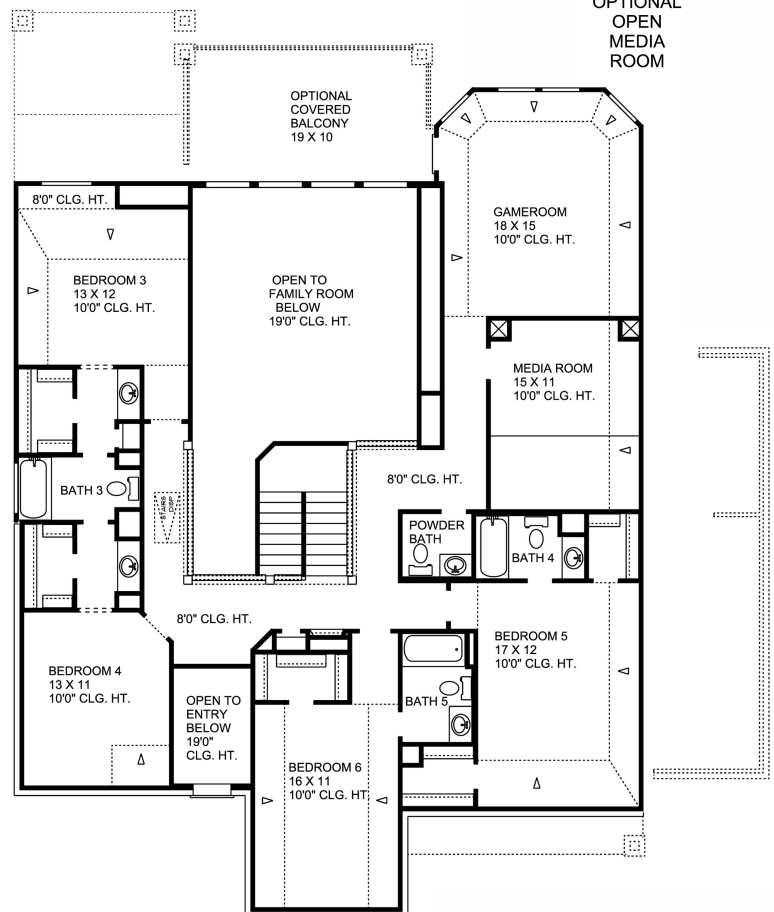 OPTIONAL
OPEN
MEDIA
ROOM
OPTIONAL
COVERED
BALCONY
19 X 10
8'0" CLG. HT.
GAMEROOM
18 X 15
10'0" CLG. HT.
BEDROOM 3
13 X 12
10'0" CLG. HT.
OPEN TO
FAMILY ROOM
BELOW
19'0" CLG. HT.
MEDIA ROOM
15 X 11
10'0" CLG. HT.
8'0" CLG. HT.
BATH 3
STAIRS
DISP
POWDER
BATH
BATH 4
8'0" CLG. HT.
BEDROOM 5
17 X 12
10'0" CLG. HT.
BEDROOM 4
13 X 11
10'0" CLG. HT.
OPEN TO
ENTRY
BELOW
19'0"
CLG. HT.
BATH 5
BEDROOM 6
16 X 11
10'0" CLG. HT.